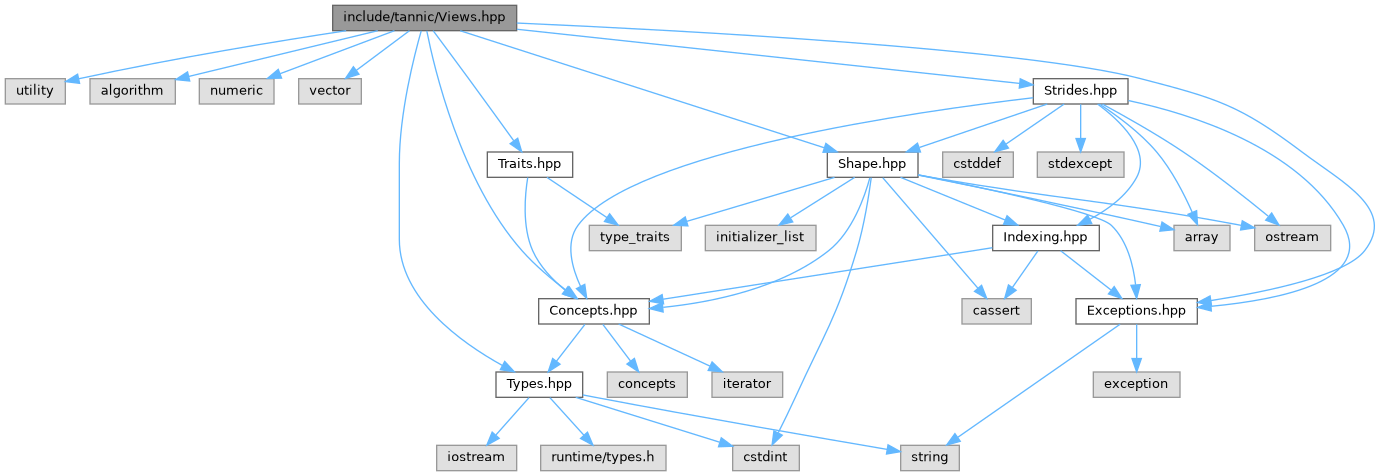 include/tannic/Views.hpp
utility
algorithm
numeric
vector
Strides.hpp
Traits.hpp
Shape.hpp
cstddef
stdexcept
type_traits
initializer_list
Indexing.hpp
array
ostream
Concepts.hpp
cassert
Exceptions.hpp
Types.hpp
concepts
iterator
exception
iostream
runtime/types.h
cstdint
string